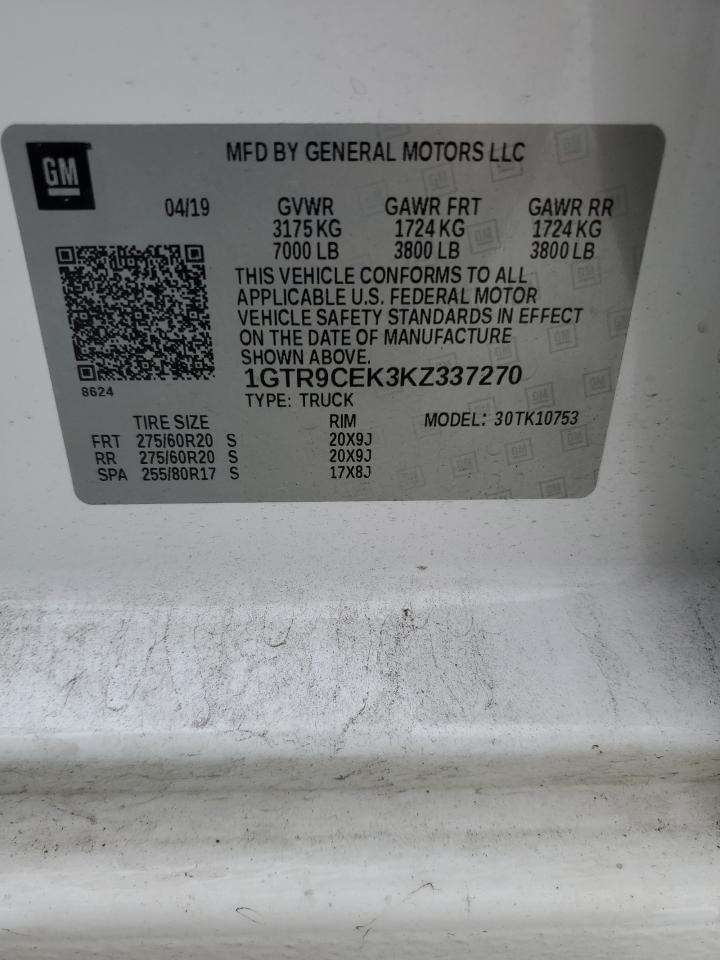 GM
MFD BY GENERAL MOTORS LLC
04/19 GVWR GAWR FRT GAWR RR
3175 KG 1724 KG 1724 KG
7000 LB 3800 LB 3800 LB
THIS VEHICLE CONFORMS TO ALL
APPLICABLE U.S. FEDERAL MOTOR
VEHICLE SAFETY STANDARDS IN EFFECT
ON THE DATE OF MANUFACTURE
SHOWN ABOVE.
1GTR9CEK3KZ337270
8624
TYPE: TRUCK
TIRE SIZE RIM MODEL: 30TK10753
FRT 275/60R20 S 20X9J
RR 275/60R20 S 20X9J
SPA 255/80R17 S 17X8J